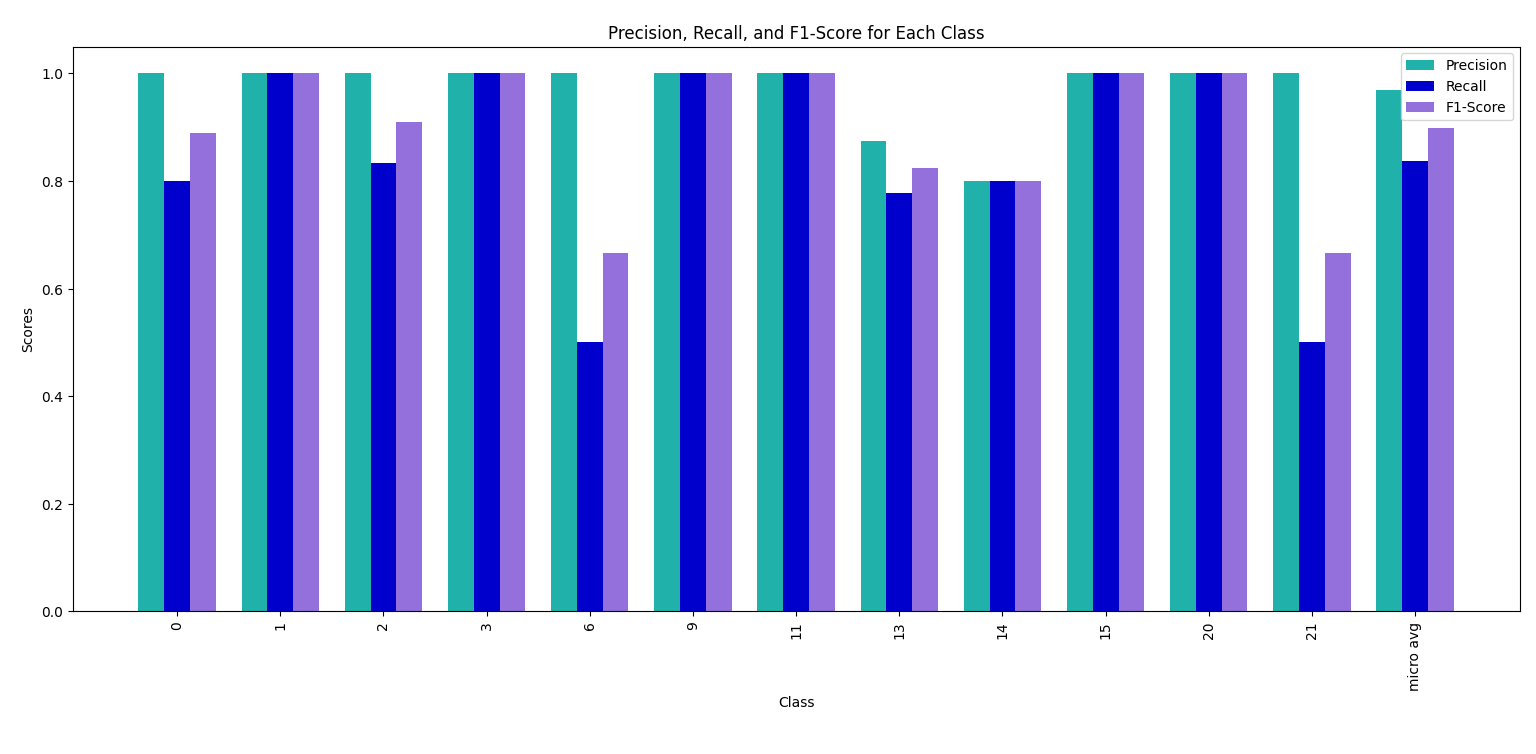 Precision, Recall, and F1-Score for Each Class
Precision
Recall
F1-Score
Scores
1.0
0.8
0.6
0.4
0.2
0.0
0 1 2 3 6 9 11 13 14 15 20 21 micro avg
Class